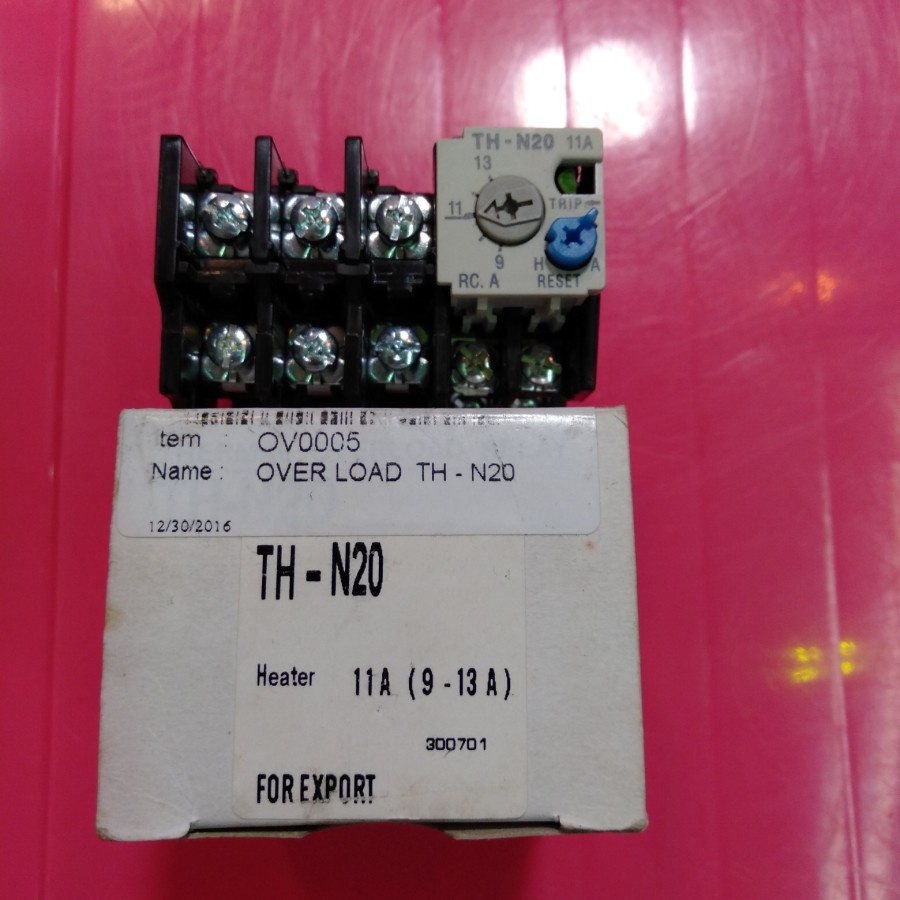 TH-N20 11A
13
TRIP
11
9
H A
RC. A RESET
tem : OV0005
Name : OVER LOAD TH - N20
12/30/2016
TH - N20
Heater 11A (9-13A)
300701
FOR EXPORT